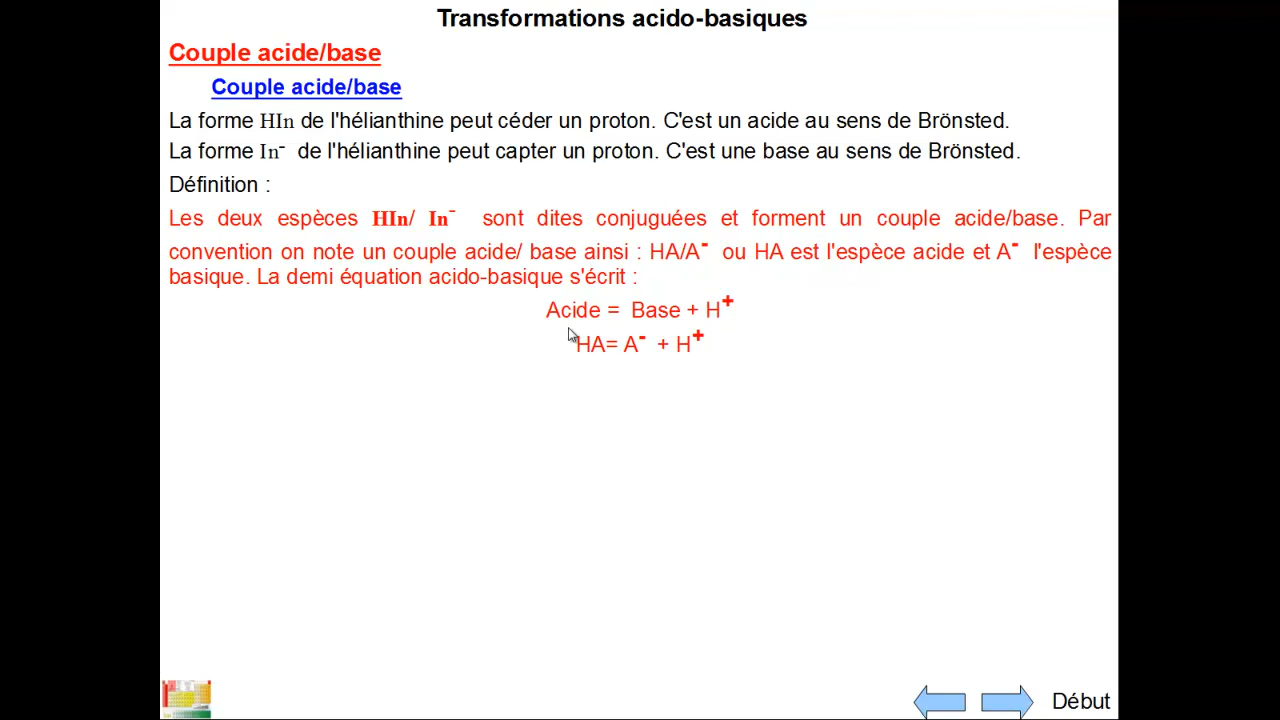 Transformations acido-basiques
Couple acide/base
Couple acide/base
La forme HIn de l'hélianthine peut céder un proton. C'est un acide au sens de Brönsted.
La forme In⁻ de l'hélianthine peut capter un proton. C'est une base au sens de Brönsted.
Définition :
Les deux espèces HIn/ In⁻ sont dites conjuguées et forment un couple acide/base. Par
convention on note un couple acide/ base ainsi : HA/A⁻ ou HA est l'espèce acide et A⁻ l'espèce
basique. La demi équation acido-basique s'écrit :
Acide = Base + H⁺
HA= A⁻ + H⁺
Début